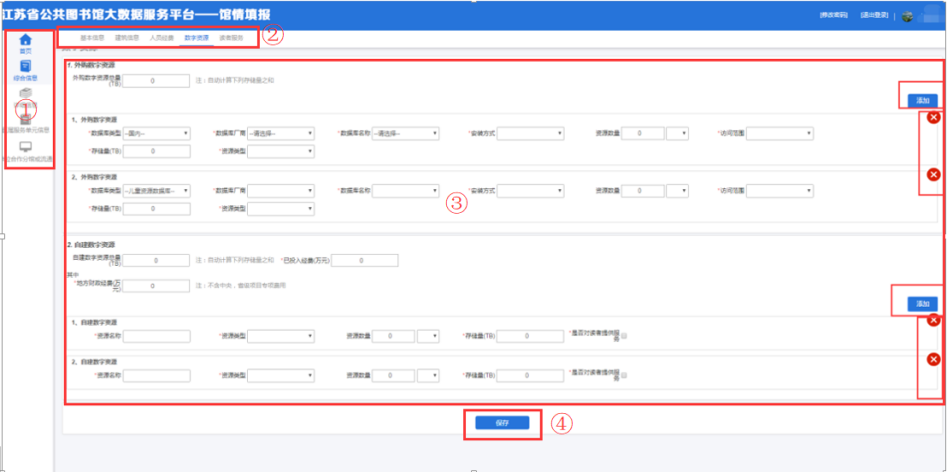 江苏省公共图书馆大数据服务平台——馆情填报
[修改密码] [退出登录] |
基本信息 建筑信息 人员经费 数字资源 读者服务 ②
首页
综合信息
①
1. 外购数字资源
外购数字资源总量(TB) 0 注：自动计算下列存储量之和
添加
1、外购数字资源
*数据库类型 --国内-- *数据库厂商 --请选择-- *数据库名称 --请选择-- *安装方式 资源数量 0 *访问范围
*存储量(TB) 0 *资源类型
2、外购数字资源
*数据库类型 --儿童资源数据库-- *数据库厂商 *数据库名称 *安装方式 资源数量 0 *访问范围
*存储量(TB) 0 *资源类型
③
2. 自建数字资源
自建数字资源总量(TB) 0 注：自动计算下列存储量之和 *已投入经费(万元) 0
其中
*地方财政经费(万元) 0 注：不含中央，省级项目专项费用
添加
1、自建数字资源
*资源名称 *资源类型 资源数量 0 *存储量(TB) 0 *是否对读者提供服务
2、自建数字资源
*资源名称 *资源类型 资源数量 0 *存储量(TB) 0 *是否对读者提供服务
保存 ④